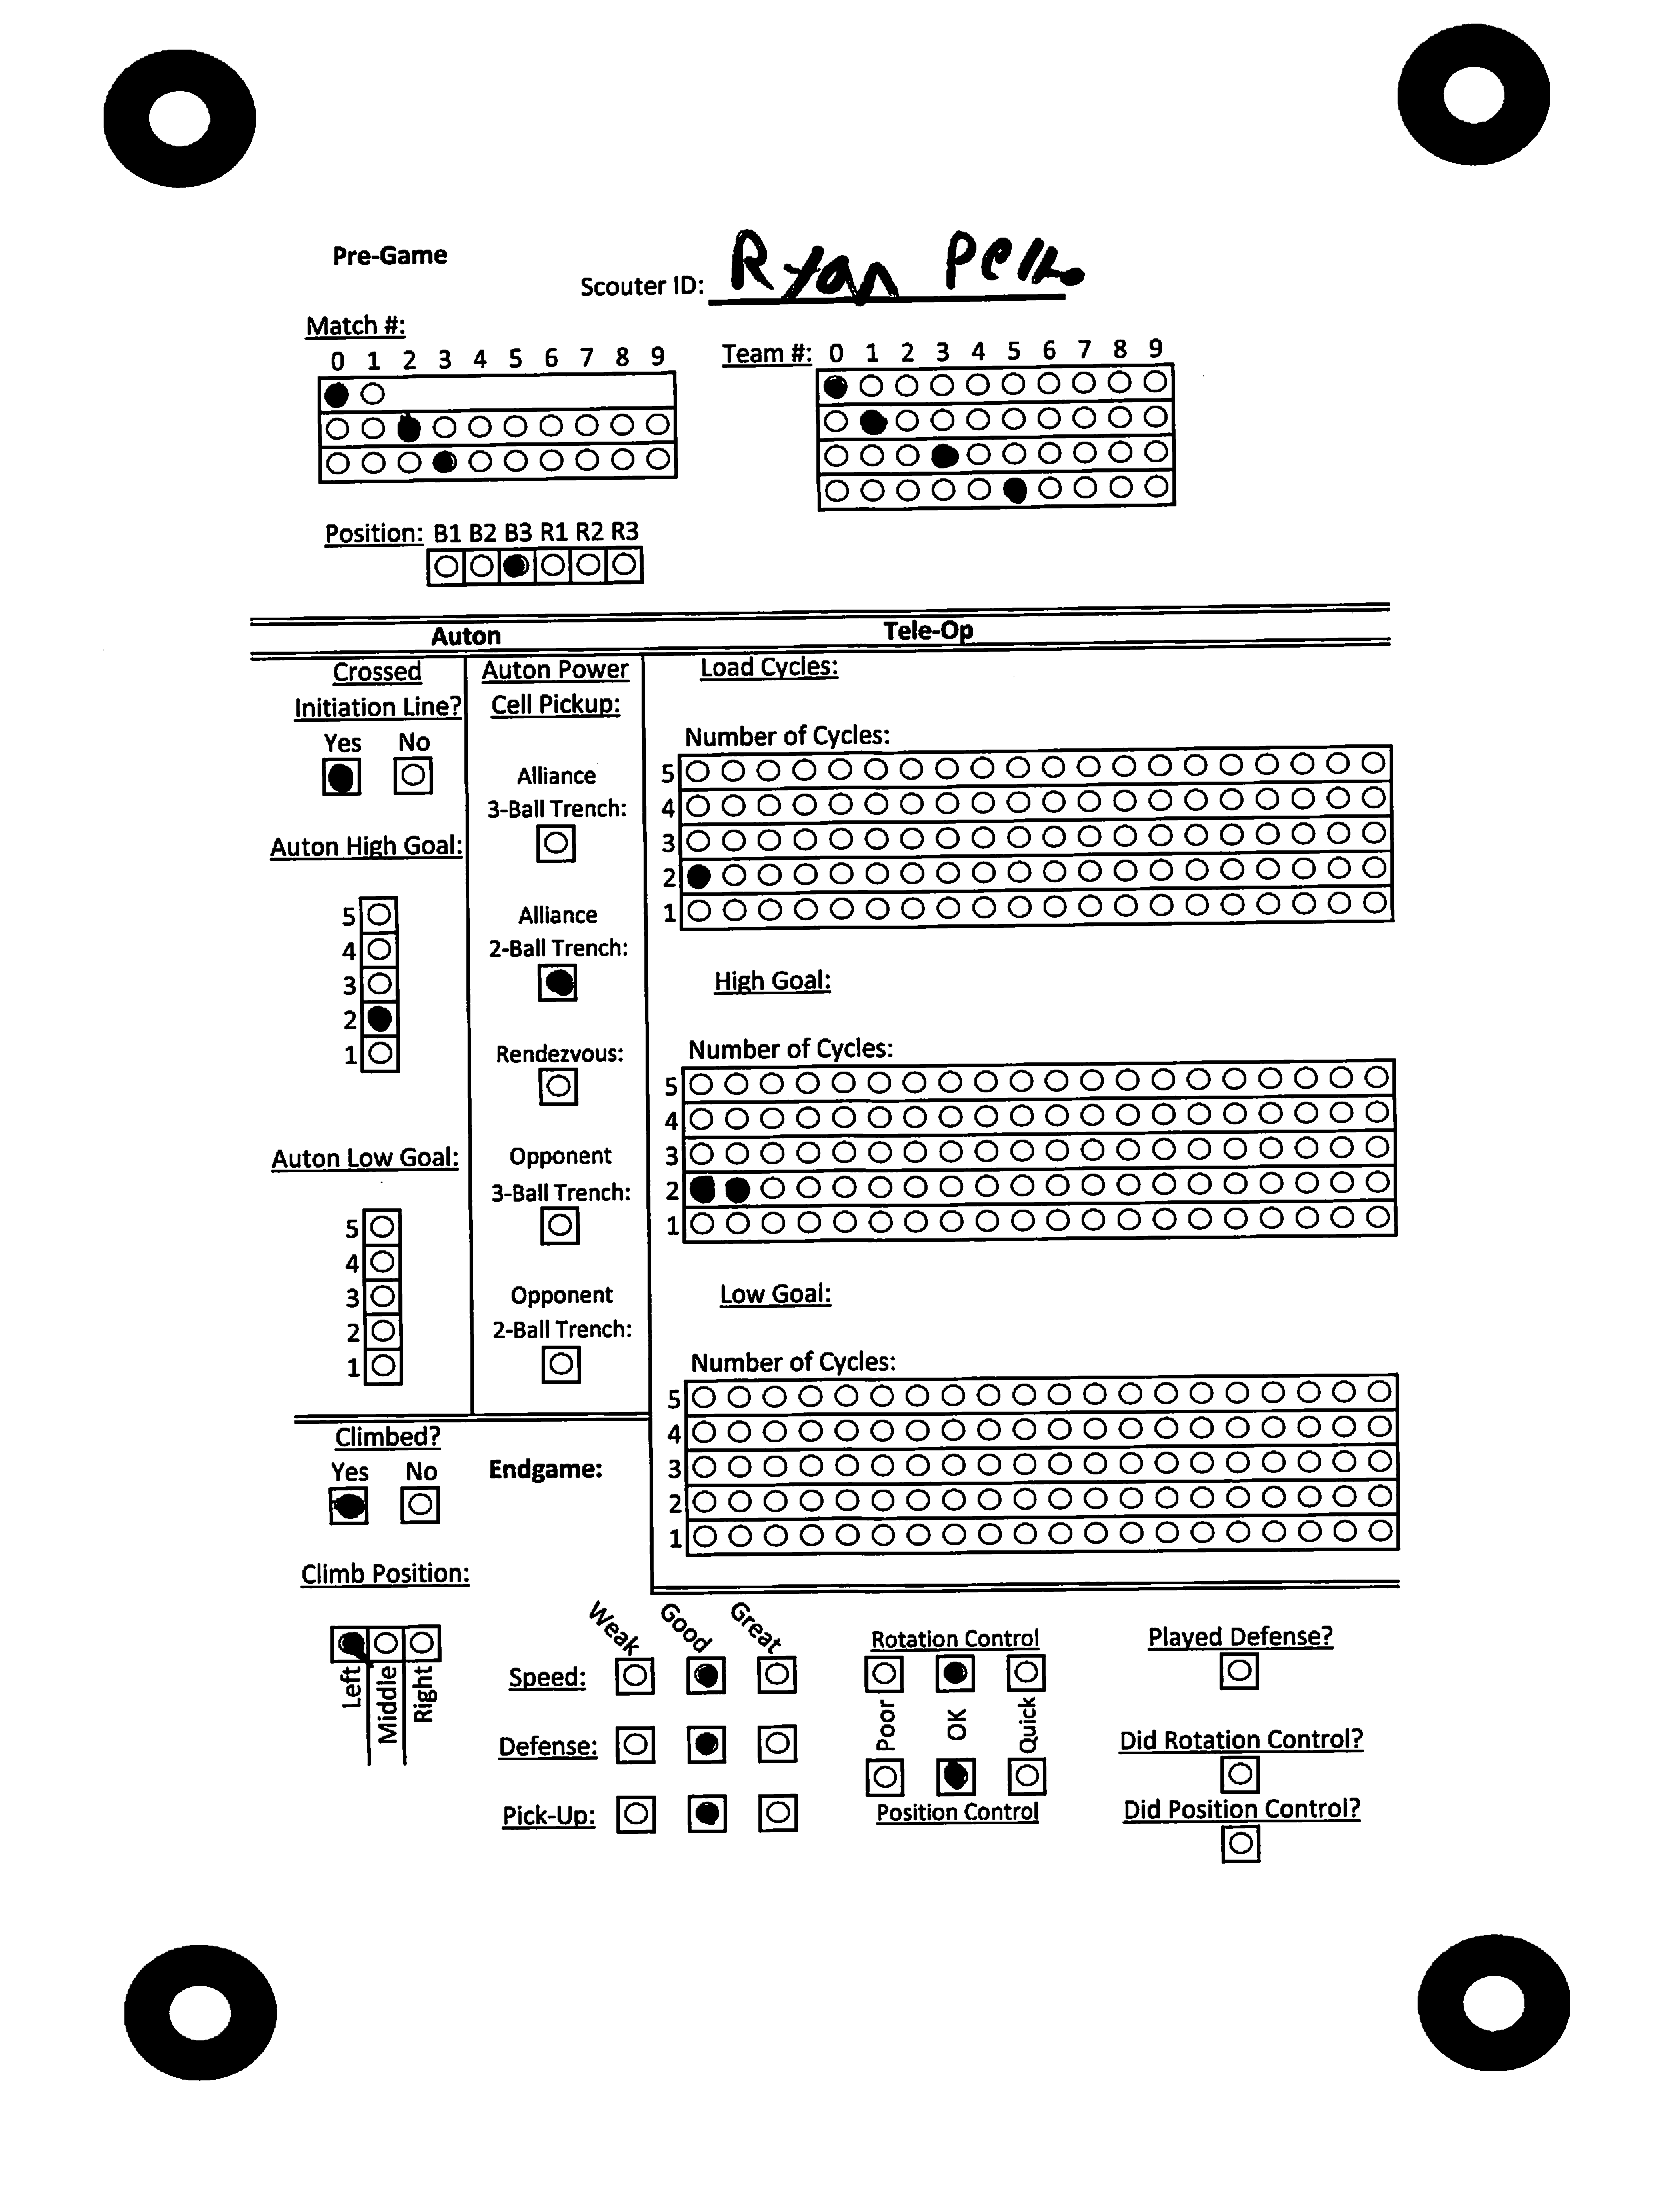 Pre-Game
Scouter ID: Ryan
Match #:
0 1 2 3 4 5 6 7 8 9
Team #: 0 1 2 3 4 5 6 7 8 9
Position: B1 B2 B3 R1 R2 R3
Auton
Tele-Op
Crossed
Initiation Line?
Yes No
Auton High Goal:
5
4
3
2
1
Auton Low Goal:
5
4
3
2
1
Auton Power
Cell Pickup:
Alliance
3-Ball Trench:
Alliance
2-Ball Trench:
Rendezvous:
Opponent
3-Ball Trench:
Opponent
2-Ball Trench:
Load Cycles:
Number of Cycles:
5
4
3
2
1
High Goal:
Number of Cycles:
5
4
3
2
1
Low Goal:
Number of Cycles:
5
4
3
2
1
Climbed?
Yes No
Endgame:
Climb Position:
Left
Middle
Right
Weak Good Great
Speed:
Defense:
Pick-Up:
Rotation Control
Poor OK Quick
Position Control
Played Defense?
Did Rotation Control?
Did Position Control?